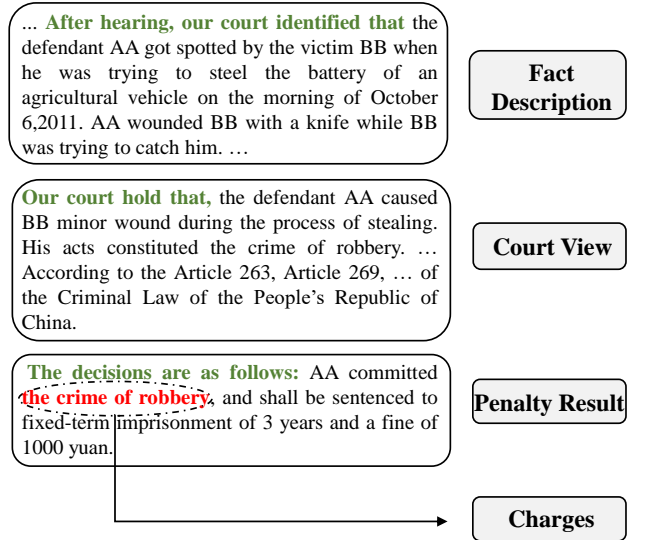 ... After hearing, our court identified that the
defendant AA got spotted by the victim BB when
he was trying to steel the battery of an
agricultural vehicle on the morning of October
6,2011. AA wounded BB with a knife while BB
was trying to catch him. …
Fact
Description
Our court hold that, the defendant AA caused
BB minor wound during the process of stealing.
His acts constituted the crime of robbery. …
According to the Article 263, Article 269, … of
the Criminal Law of the People’s Republic of
China.
Court View
The decisions are as follows: AA committed
the crime of robbery, and shall be sentenced to
fixed-term imprisonment of 3 years and a fine of
1000 yuan.
Penalty Result
Charges